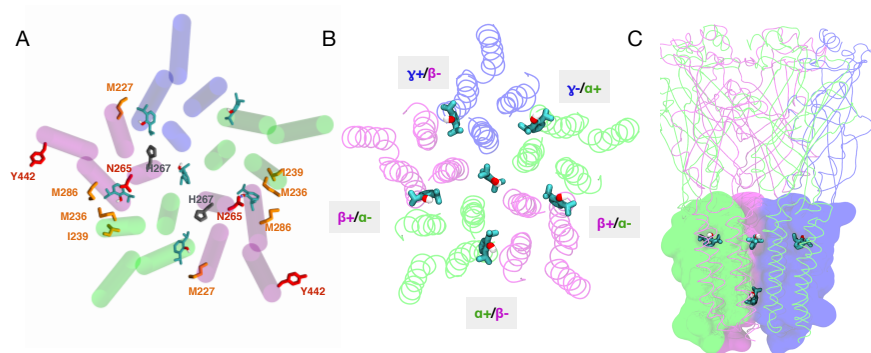 A
B
C
M227
γ+/β-
γ-/α+
Y442
N265
H267
M286
I239
M236
M236
H267
N265
M286
I239
β+/α-
β+/α-
M227
Y442
α+/β-